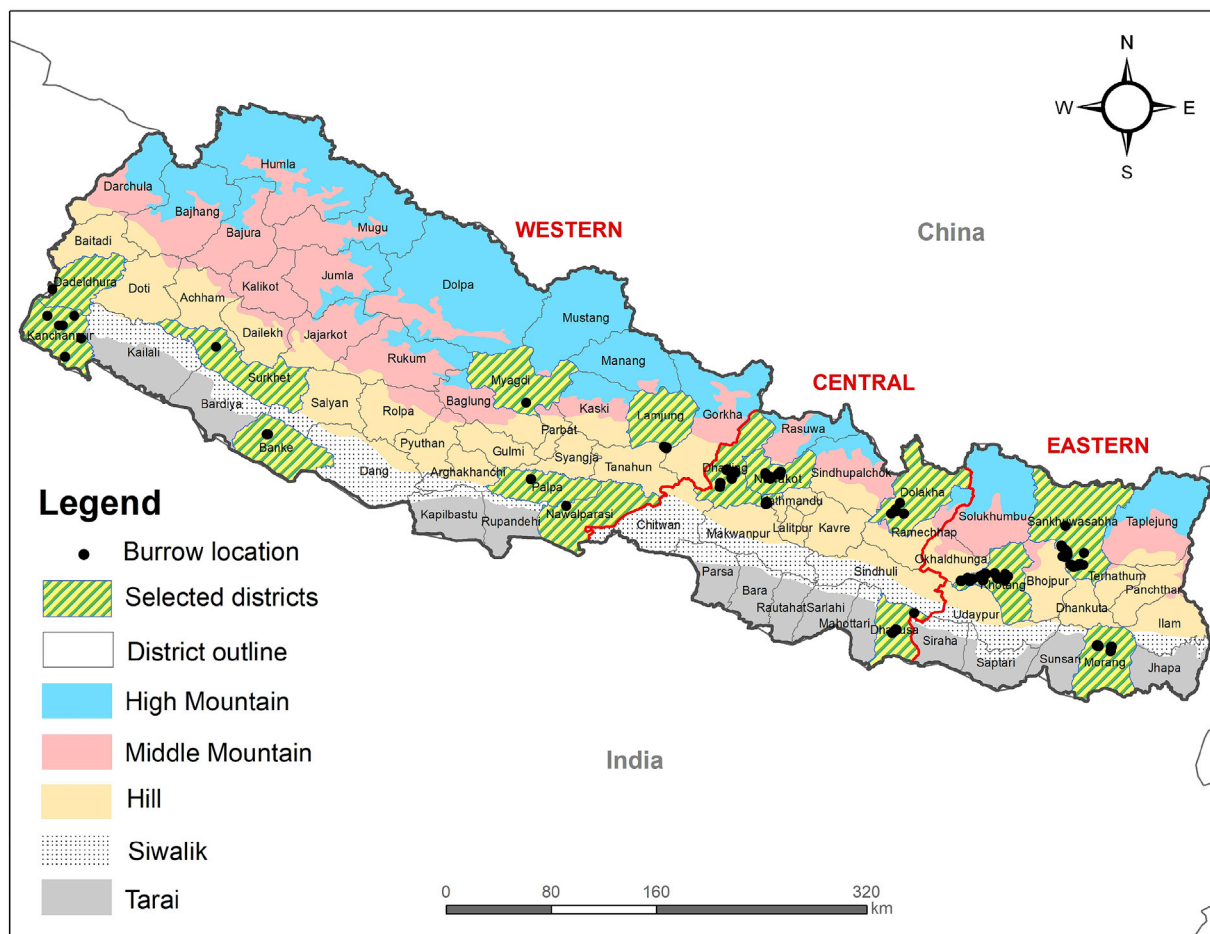 N
W
E
S
Humla
Darchula
Bajhang
WESTERN
China
Mugu
Bajura
Baitadi
Jumla
Dadeldhura
Doti
Kalikot
Dolpa
Achham
Mustang
Dailekh
Jajarkot
Kanchanpur
Kailali
Rukum
Manang
Myagdi
CENTRAL
Surkhet
Salyan
Baglung
Kaski
Lamjung
Gorkha
Rolpa
Bardiya
Parbat
Rasuwa
EASTERN
Banke
Pyuthan
Gulmi
Syangja
Dhading
Nuwakot
Sindhupalchok
Dang
Arghakhanchi
Tanahun
Dolakha
Palpa
Kathmandu
Solukhumbu
Sankhuwasabha
Taplejung
Legend
Kapilbastu
Rupandehi
Nawalparasi
Chitwan
Makwanpur
Lalitpur
Kavre
Ramechhap
Okhaldhunga
Burrow location
Parsa
Bara
Sindhuli
Khotang
Bhojpur
Terhathum
Panchthar
Selected districts
Rautahat
Sarlahi
Mahottari
Dhanusa
Siraha
Udaypur
Dhankuta
Ilam
District outline
Saptari
Sunsari
Morang
Jhapa
High Mountain
Middle Mountain
India
Hill
Siwalik
Tarai
0 80 160 320
km